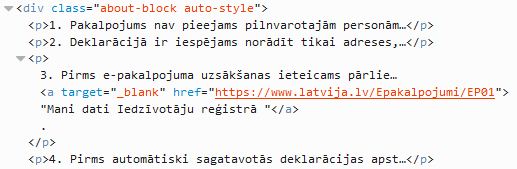 <div class="about-block auto-style">
<p>1. Pakalpojums nav pieejams pilnvarotajām personām…</p>
<p>2. Deklarācijā ir iespējams norādīt tikai adreses,…</p>
<p>
3. Pirms e-pakalpojuma uzsākšanas ieteicams pārlie…
<a target="_blank" href="https://www.latvija.lv/Epakalpojumi/EP01">
"Mani dati Iedzīvotāju reģistrā "</a>
.
</p>
<p>4. Pirms automātiski sagatavotās deklarācijas apst…</p>